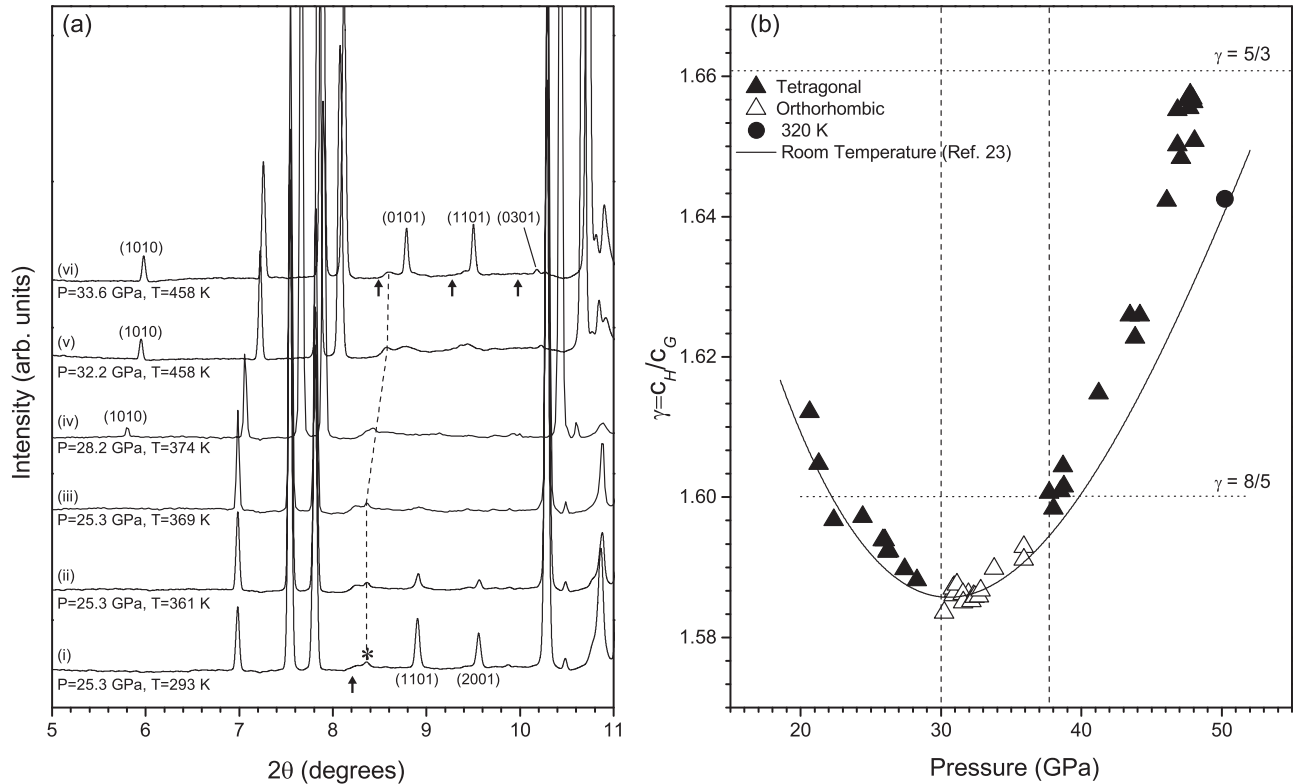 (a)
(0101)
(1101)
(0301)
(1010)
(vi)
P=33.6 GPa, T=458 K
(1010)
(v)
P=32.2 GPa, T=458 K
(1010)
(iv)
P=28.2 GPa, T=374 K
(iii)
P=25.3 GPa, T=369 K
(ii)
P=25.3 GPa, T=361 K
(i)
*
P=25.3 GPa, T=293 K
(1101)
(2001)
5 6 7 8 9 10 11
2θ (degrees)
Intensity (arb. units)
(b)
γ = 5/3
1.66
Tetragonal
Orthorhombic
320 K
Room Temperature (Ref. 23)
1.64
1.62
γ = 8/5
1.60
1.58
20 30 40 50
Pressure (GPa)
γ=c_H/c_G